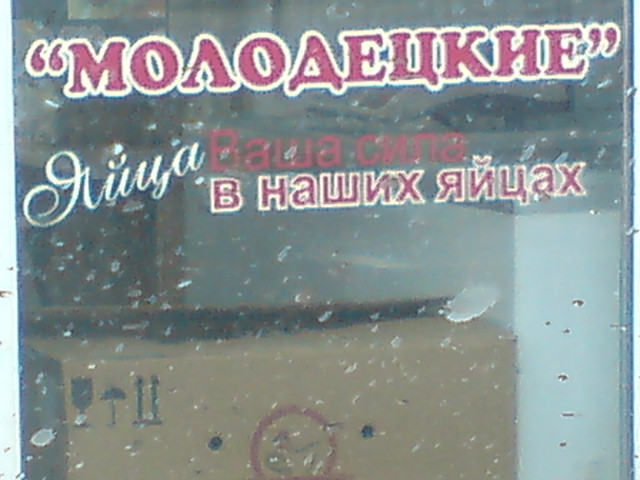 “МОЛОДЕЦКИЕ”
Яйца Ваша сила
в наших яйцах